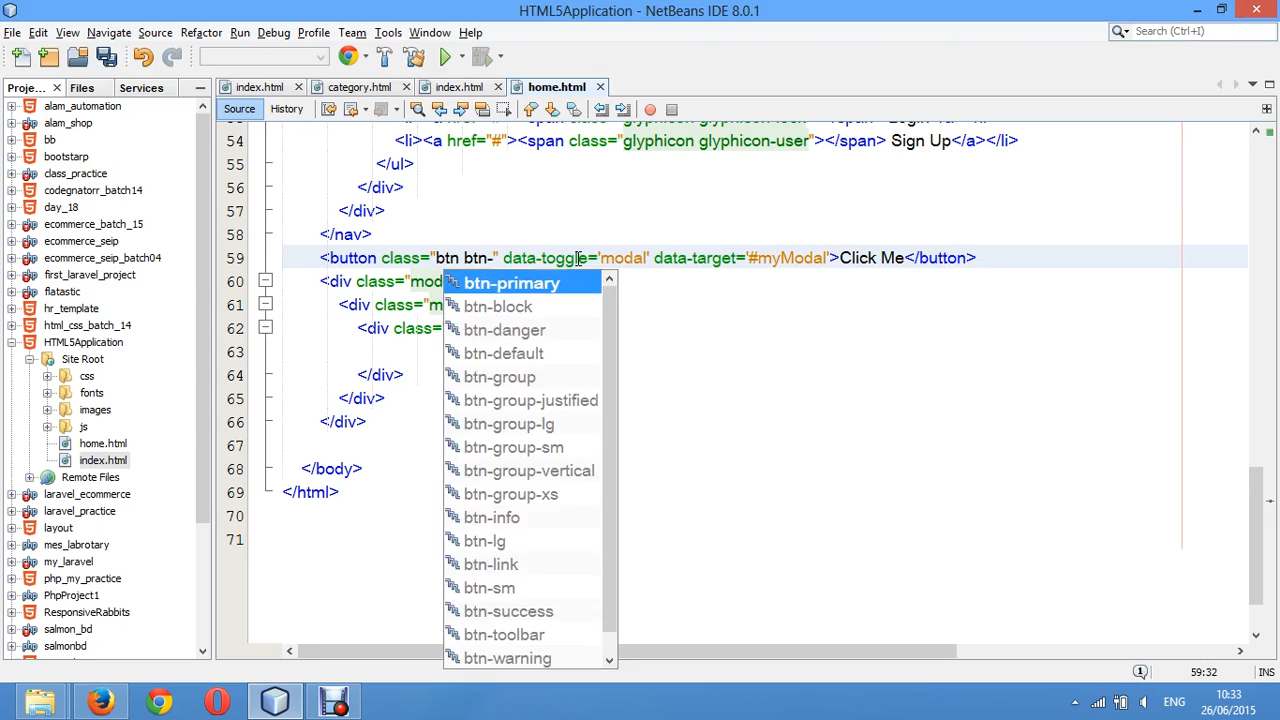 HTML5Application - NetBeans IDE 8.0.1
File Edit View Navigate Source Refactor Run Debug Profile Team Tools Window Help
Search (Ctrl+I)
Proje... Files Services
index.html category.html index.html home.html
Source History
alam_automation
alam_shop
bb
bootstarp
class_practice
codegnatorr_batch14
day_18
ecommerce_batch_15
ecommerce_seip
ecommerce_seip_batch04
first_laravel_project
flatastic
hr_template
html_css_batch_14
HTML5Application
Site Root
css
fonts
images
js
home.html
index.html
Remote Files
laravel_ecommerce
laravel_practice
layout
mes_labrotary
my_laravel
php_my_practice
PhpProject1
ResponsiveRabbits
salmon_bd
salmonbd
54 <li><a href="#"><span class="glyphicon glyphicon-user"></span> Sign Up</a></li>
55 </ul>
56 </div>
57 </div>
58 </nav>
59 <button class="btn btn-" data-toggle='modal' data-target='#myModal'>Click Me</button>
60 <div class="mod
61 <div class="m
62 <div class=
63
64 </div>
65 </div>
66 </div>
67
68 </body>
69 </html>
70
71
btn-primary
btn-block
btn-danger
btn-default
btn-group
btn-group-justified
btn-group-lg
btn-group-sm
btn-group-vertical
btn-group-xs
btn-info
btn-lg
btn-link
btn-sm
btn-success
btn-toolbar
btn-warning
1 59:32 INS
ENG
10:33
26/06/2015